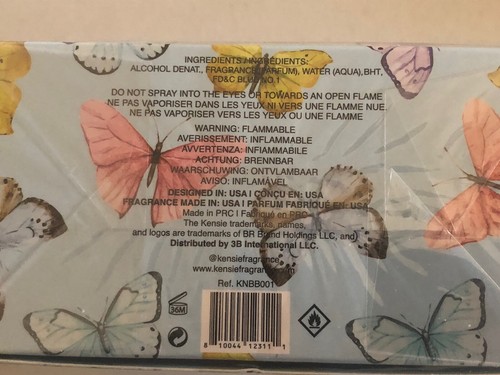 INGREDIENTS / INGRÉDIENTS:
ALCOHOL DENAT., FRAGRANCE (PARFUM), WATER (AQUA), BHT,
FD&C BLUE NO.1
DO NOT SPRAY INTO THE EYES OR TOWARDS AN OPEN FLAME
NE PAS VAPORISER DANS LES YEUX NI VERS UNE FLAMME NUE.
NE PAS VAPORISER VERS LES YEUX OU UNE FLAMME
WARNING: FLAMMABLE
AVERISSEMENT: INFLAMMABLE
AVVERTENZA: INFIAMMABILE
ACHTUNG: BRENNBAR
WAARSCHUWING: ONTVLAMBAAR
AVISO: INFLAMÁVEL
DESIGNED IN: USA I CONÇU EN: USA
FRAGRANCE MADE IN: USA I PARFUM FABRIQUÉ EN: USA
Made in PRC I Fabriqué en PRC
The Kensie trademarks, names,
and logos are trademarks of BR Brand Holdings LLC, and
Distributed by 3B International LLC.
@kensiefragrance
www.kensiefragrance.com
Ref. KNBB001
36M
8 10044 12311 1